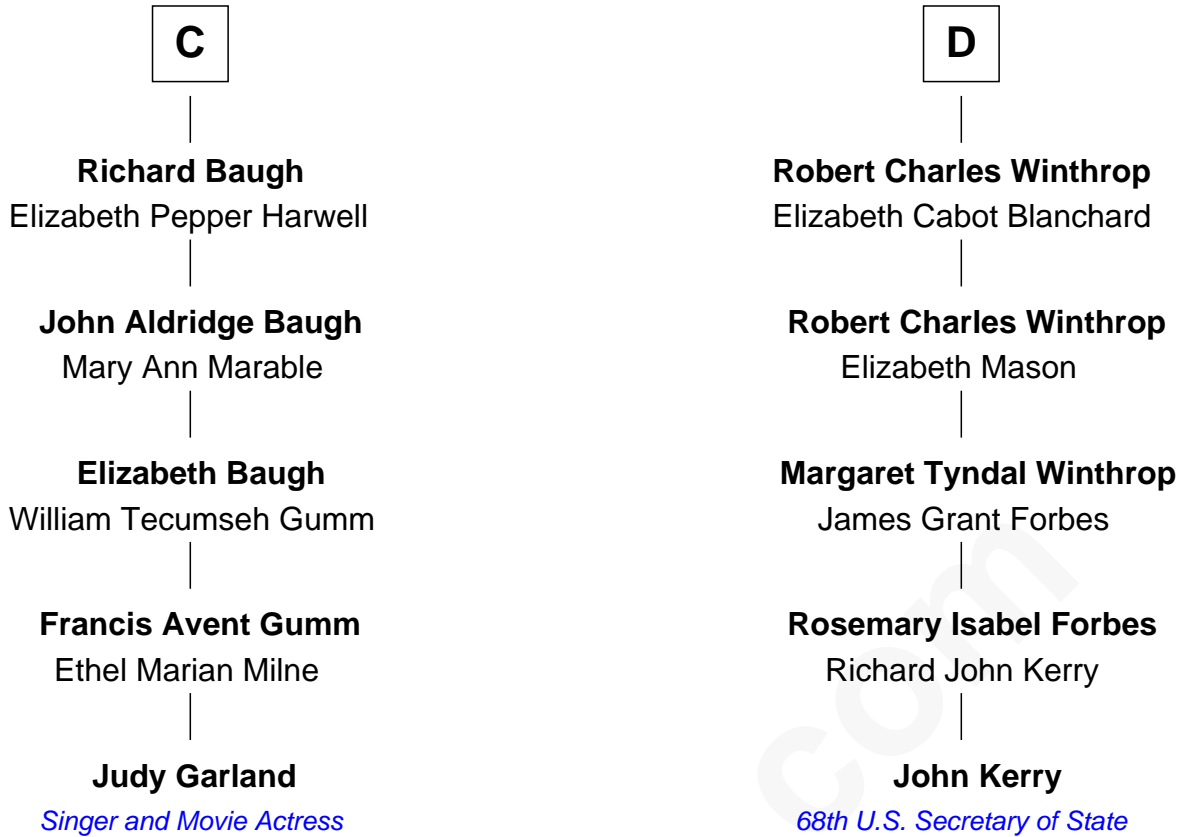 C
Richard Baugh
Elizabeth Pepper Harwell
John Aldridge Baugh
Mary Ann Marable
Elizabeth Baugh
William Tecumseh Gumm
Francis Avent Gumm
Ethel Marian Milne
Judy Garland
Singer and Movie Actress
D
Robert Charles Winthrop
Elizabeth Cabot Blanchard
Robert Charles Winthrop
Elizabeth Mason
Margaret Tyndal Winthrop
James Grant Forbes
Rosemary Isabel Forbes
Richard John Kerry
John Kerry
68th U.S. Secretary of State
com